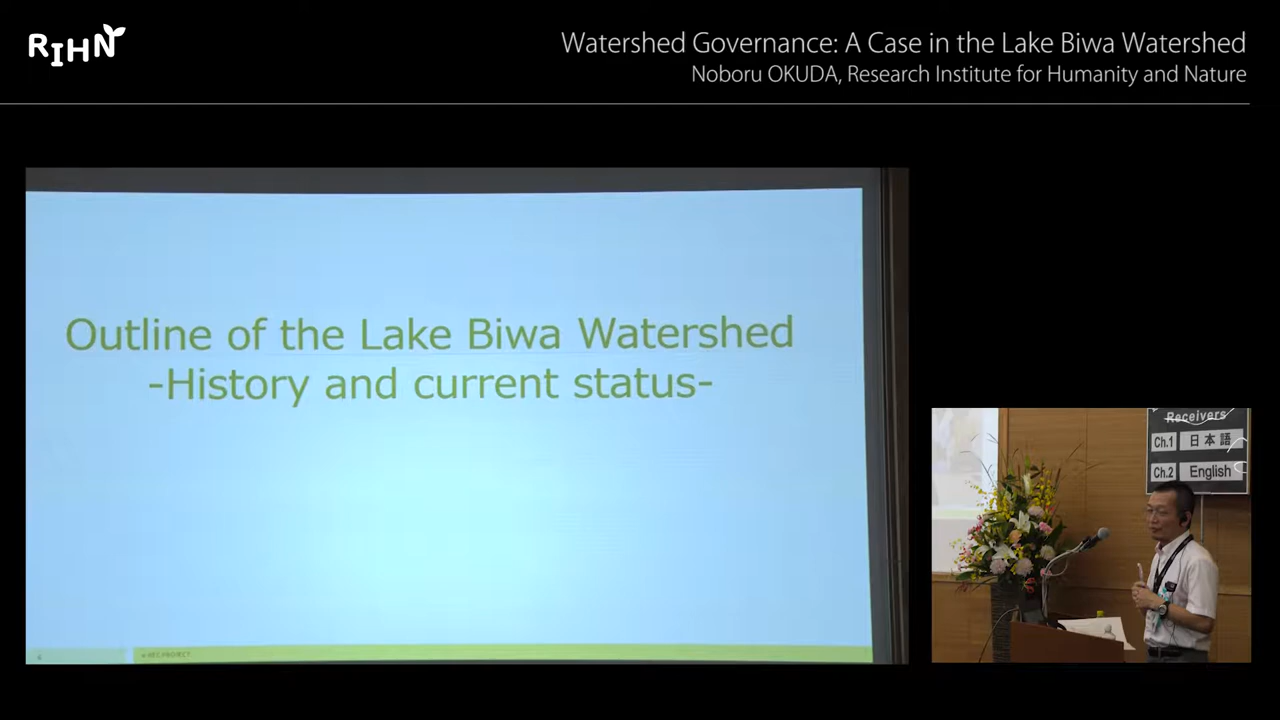 RIHN
Watershed Governance: A Case in the Lake Biwa Watershed
Noboru OKUDA, Research Institute for Humanity and Nature
Outline of the Lake Biwa Watershed
-History and current status-
Receivers
Ch.1 日本語
Ch.2 English